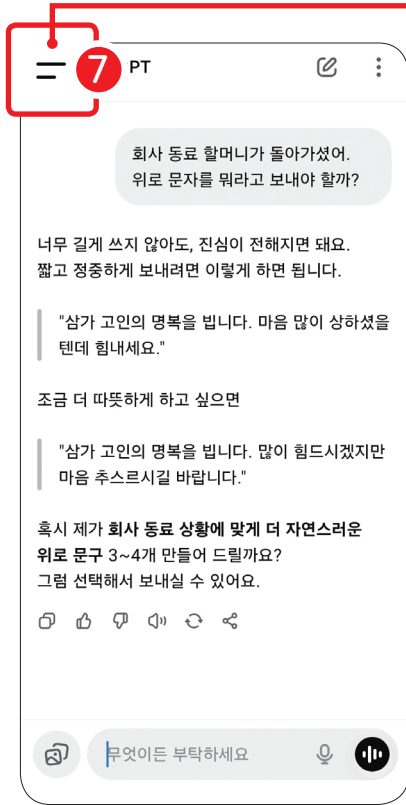 7 PT
회사 동료 할머니가 돌아가셨어.
위로 문자를 뭐라고 보내야 할까?
너무 길게 쓰지 않아도, 진심이 전해지면 돼요.
짧고 정중하게 보내려면 이렇게 하면 됩니다.
"삼가 고인의 명복을 빕니다. 마음 많이 상하셨을
텐데 힘내세요."
조금 더 따뜻하게 하고 싶으면
"삼가 고인의 명복을 빕니다. 많이 힘드시겠지만
마음 추스르시길 바랍니다."
혹시 제가 회사 동료 상황에 맞게 더 자연스러운
위로 문구 3~4개 만들어 드릴까요?
그럼 선택해서 보내실 수 있어요.
무엇이든 부탁하세요